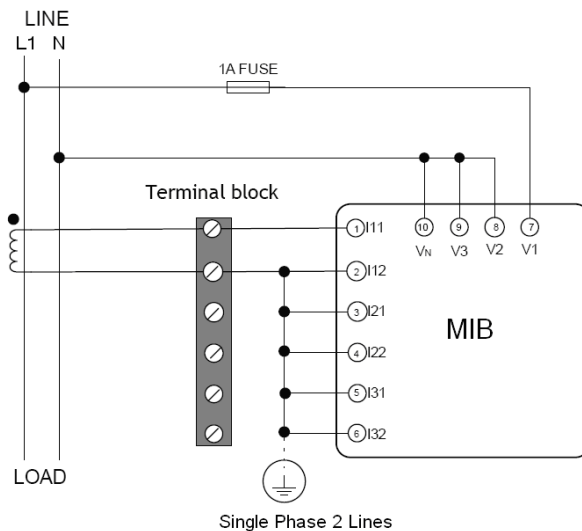 LINE
L1 N
1A FUSE
Terminal block
10 9 8 7
VN V3 V2 V1
1 I11
2 I12
3 I21
4 I22
5 I31
6 I32
MIB
LOAD
Single Phase 2 Lines